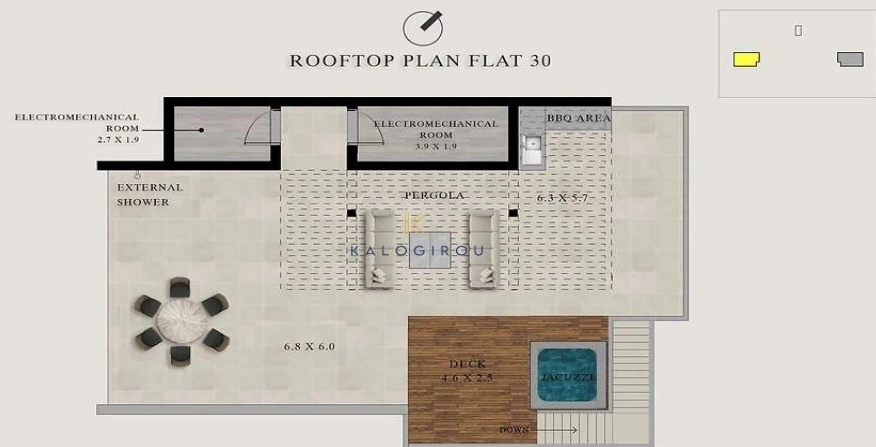 ROOFTOP PLAN FLAT 30
ELECTROMECHANICAL
ROOM
2.7 X 1.9
ELECTROMECHANICAL
ROOM
3.9 X 1.9
BBQ AREA
EXTERNAL
SHOWER
PERGOLA
6.3 X 5.7
KALOGIROU
6.8 X 6.0
DECK
4.6 X 2.5
JACUZZI
DOWN